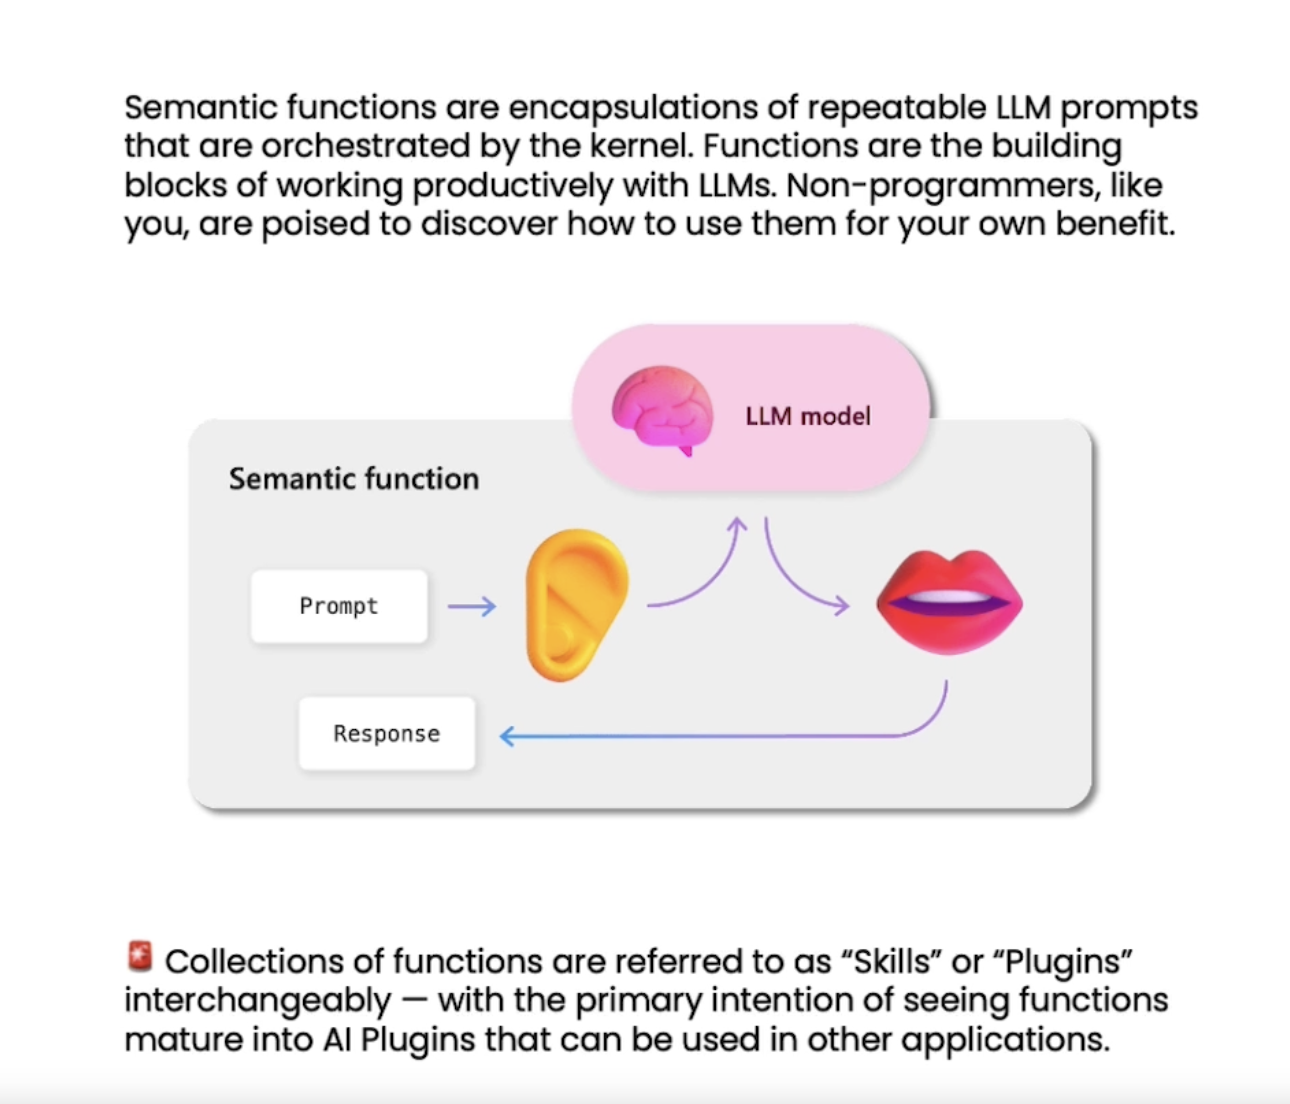 Semantic functions are encapsulations of repeatable LLM prompts
that are orchestrated by the kernel. Functions are the building
blocks of working productively with LLMs. Non-programmers, like
you, are poised to discover how to use them for your own benefit.
LLM model
Semantic function
Prompt
Response
🚨 Collections of functions are referred to as “Skills” or “Plugins”
interchangeably — with the primary intention of seeing functions
mature into AI Plugins that can be used in other applications.